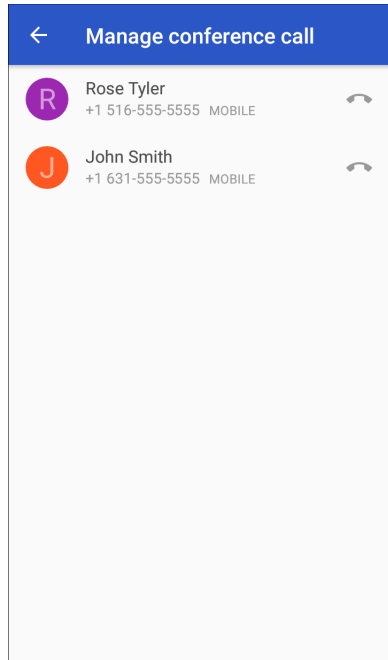 Manage conference call
R
Rose Tyler
+1 516-555-5555 MOBILE
J
John Smith
+1 631-555-5555 MOBILE